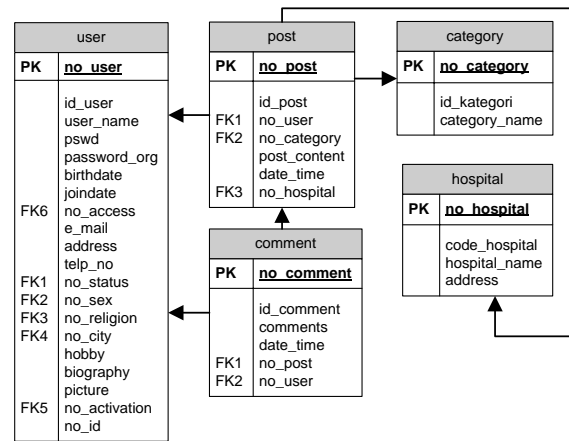 user
PK no_user
id_user
user_name
pswd
password_org
birthdate
joindate
FK6 no_access
e_mail
address
telp_no
FK1 no_status
FK2 no_sex
FK3 no_religion
FK4 no_city
hobby
biography
picture
FK5 no_activation
no_id
post
PK no_post
id_post
FK1 no_user
FK2 no_category
post_content
date_time
FK3 no_hospital
comment
PK no_comment
id_comment
comments
date_time
FK1 no_post
FK2 no_user
category
PK no_category
id_kategori
category_name
hospital
PK no_hospital
code_hospital
hospital_name
address